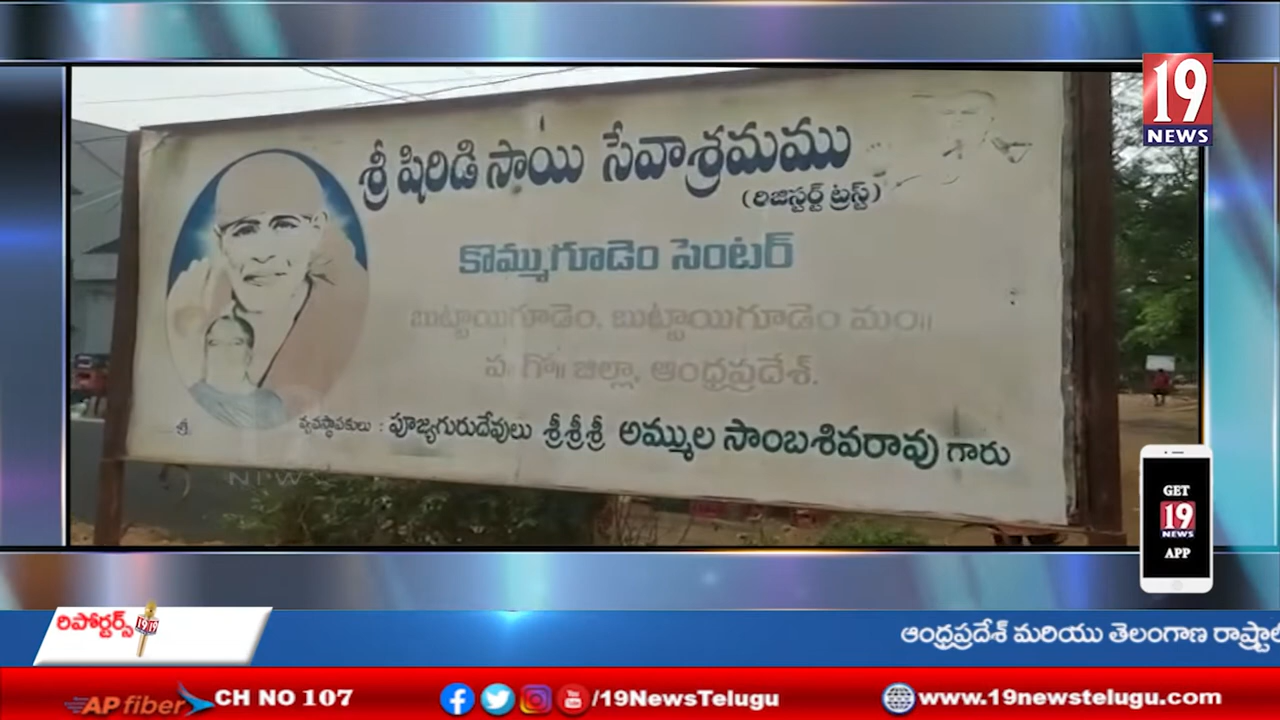 19
NEWS
శ్రీ షిరిడి సాయి సేవాశ్రమము
(రిజిస్టర్డ్ ట్రస్ట్)
కొమ్ముగూడెం సెంటర్
బుట్టాయిగూడెం, బుట్టాయిగూడెం మం॥
ప॥ గో॥ జిల్లా, ఆంధ్రప్రదేశ్.
శ్రీ
వ్యవస్థాపకులు : పూజ్యగురుదేవులు శ్రీశ్రీశ్రీ అమ్ముల సాంబశివరావు గారు
GET
19
NEWS
APP
రిపోర్టర్స్
ఆంధ్రప్రదేశ్ మరియు తెలంగాణ
AP fiber CH NO 107
/19NewsTelugu
www.19newstelugu.com